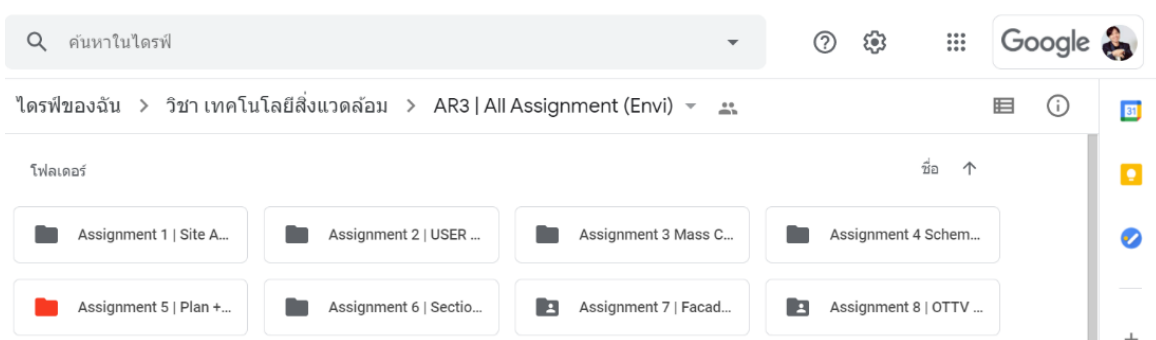 ค้นหาในไดรฟ์
Google
ไดรฟ์ของฉัน > วิชา เทคโนโลยีสิ่งแวดล้อม > AR3 | All Assignment (Envi)
31
โฟลเดอร์
ชื่อ
Assignment 1 | Site A...
Assignment 2 | USER ...
Assignment 3 Mass C...
Assignment 4 Schem...
Assignment 5 | Plan +...
Assignment 6 | Sectio...
Assignment 7 | Facad...
Assignment 8 | OTTV ...